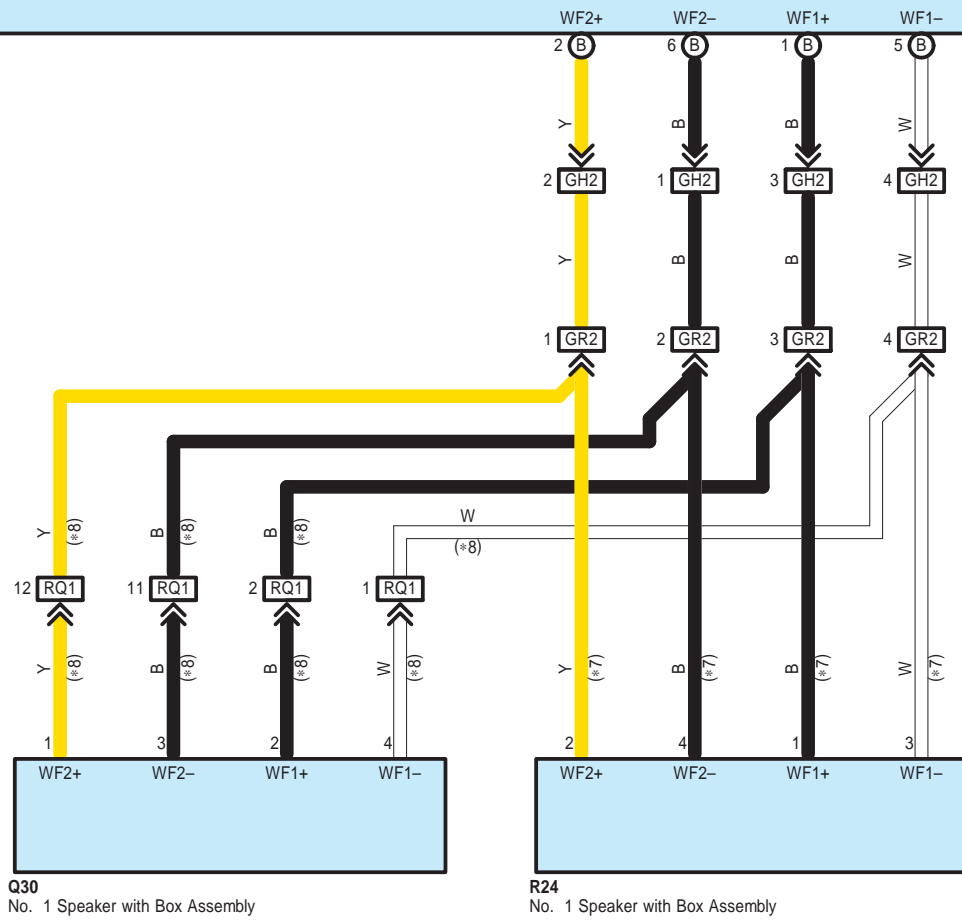 WF2+ WF2– WF1+ WF1–
2 B 6 B 1 B 5 B
Y B B W
2 GH2 1 GH2 3 GH2 4 GH2
Y B B W
1 GR2 2 GR2 3 GR2 4 GR2
W
(*8)
Y (*8) B (*8) B (*8)
12 RQ1 11 RQ1 2 RQ1 1 RQ1
Y (*8) B (*8) B (*8) W (*8) Y (*7) B (*7) B (*7) W (*7)
1 3 2 4 2 4 1 3
WF2+ WF2– WF1+ WF1– WF2+ WF2– WF1+ WF1–
Q30
No. 1 Speaker with Box Assembly
R24
No. 1 Speaker with Box Assembly